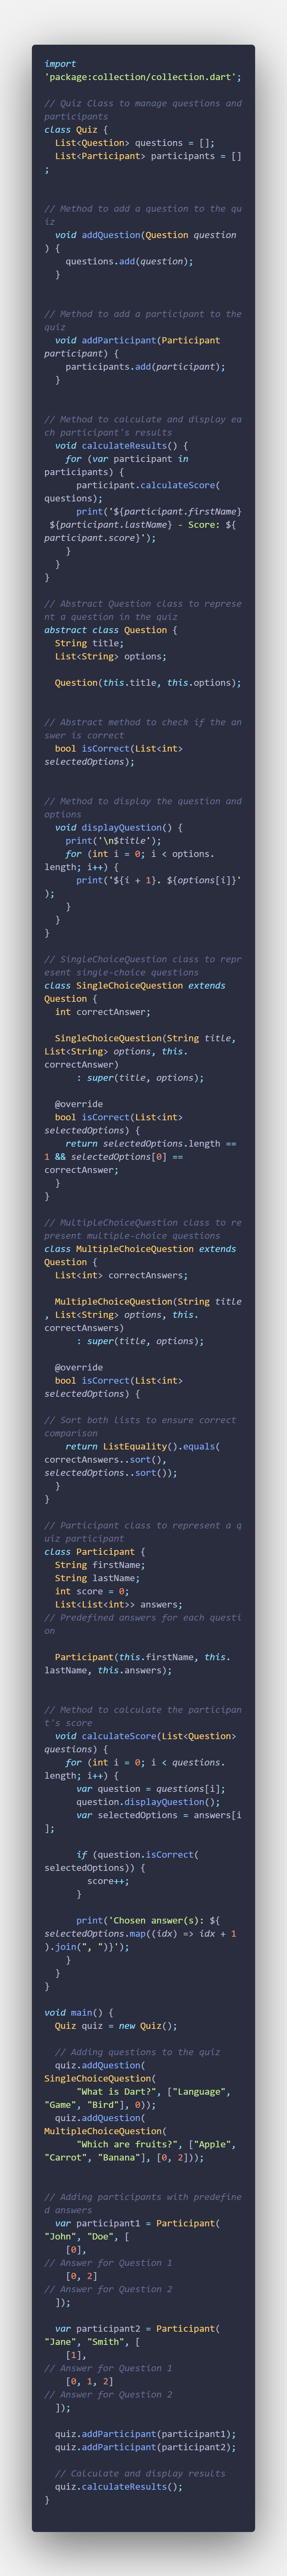 import
'package:collection/collection.dart';
// Quiz Class to manage questions and
participants
class Quiz {
  List<Question> questions = [];
  List<Participant> participants = []
;
// Method to add a question to the qu
iz
  void addQuestion(Question question
) {
    questions.add(question);
  }
// Method to add a participant to the
quiz
  void addParticipant(Participant
participant) {
    participants.add(participant);
  }
// Method to calculate and display ea
ch participant's results
  void calculateResults() {
    for (var participant in
participants) {
      participant.calculateScore(
questions);
      print('${participant.firstName}
 ${participant.lastName} - Score: ${
participant.score}');
    }
  }
}
// Abstract Question class to represe
nt a question in the quiz
abstract class Question {
  String title;
  List<String> options;
  Question(this.title, this.options);
// Abstract method to check if the an
swer is correct
  bool isCorrect(List<int>
selectedOptions);
// Method to display the question and
options
  void displayQuestion() {
    print('\n$title');
    for (int i = 0; i < options.
length; i++) {
      print('${i + 1}. ${options[i]}'
);
    }
  }
}
// SingleChoiceQuestion class to repr
esent single-choice questions
class SingleChoiceQuestion extends
Question {
  int correctAnswer;
  SingleChoiceQuestion(String title,
List<String> options, this.
correctAnswer)
      : super(title, options);
  @override
  bool isCorrect(List<int>
selectedOptions) {
    return selectedOptions.length ==
1 && selectedOptions[0] ==
correctAnswer;
  }
}
// MultipleChoiceQuestion class to re
present multiple-choice questions
class MultipleChoiceQuestion extends
Question {
  List<int> correctAnswers;
  MultipleChoiceQuestion(String title
, List<String> options, this.
correctAnswers)
      : super(title, options);
  @override
  bool isCorrect(List<int>
selectedOptions) {
// Sort both lists to ensure correct
comparison
    return ListEquality().equals(
correctAnswers..sort(),
selectedOptions..sort());
  }
}
// Participant class to represent a q
uiz participant
class Participant {
  String firstName;
  String lastName;
  int score = 0;
  List<List<int>> answers;
// Predefined answers for each questi
on
  Participant(this.firstName, this.
lastName, this.answers);
// Method to calculate the participan
t's score
  void calculateScore(List<Question>
questions) {
    for (int i = 0; i < questions.
length; i++) {
      var question = questions[i];
      question.displayQuestion();
      var selectedOptions = answers[i
];
      if (question.isCorrect(
selectedOptions)) {
        score++;
      }
      print('Chosen answer(s): ${
selectedOptions.map((idx) => idx + 1
).join(", ")}');
    }
  }
}
void main() {
  Quiz quiz = new Quiz();
  // Adding questions to the quiz
  quiz.addQuestion(
SingleChoiceQuestion(
      "What is Dart?", ["Language",
"Game", "Bird"], 0));
  quiz.addQuestion(
MultipleChoiceQuestion(
      "Which are fruits?", ["Apple",
"Carrot", "Banana"], [0, 2]));
// Adding participants with predefine
d answers
  var participant1 = Participant(
"John", "Doe", [
    [0],
// Answer for Question 1
    [0, 2]
// Answer for Question 2
  ]);
  var participant2 = Participant(
"Jane", "Smith", [
    [1],
// Answer for Question 1
    [0, 1, 2]
// Answer for Question 2
  ]);
  quiz.addParticipant(participant1);
  quiz.addParticipant(participant2);
  // Calculate and display results
  quiz.calculateResults();
}